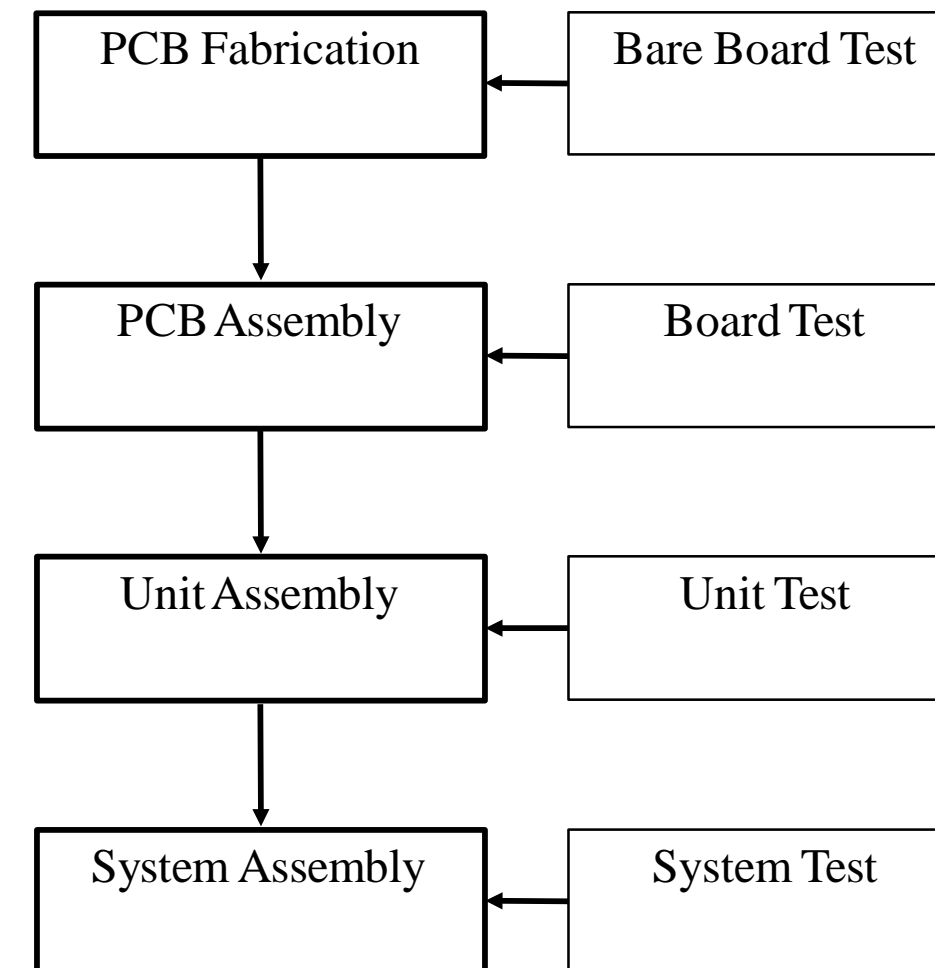 PCB Fabrication
Bare Board Test
PCB Assembly
Board Test
Unit Assembly
Unit Test
System Assembly
System Test